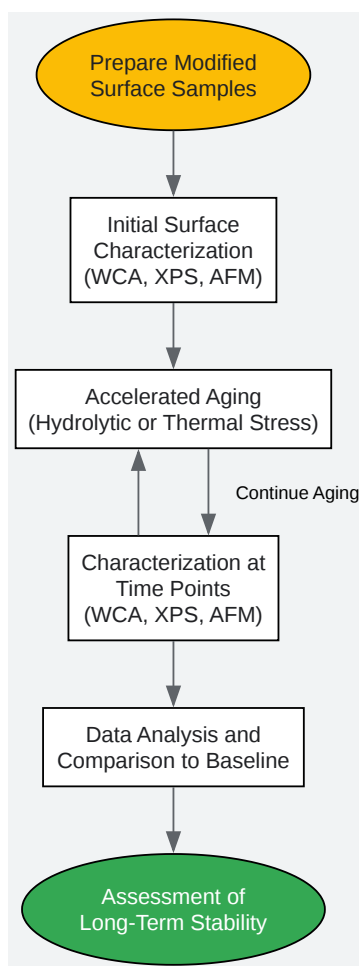 Prepare Modified
Surface Samples
Initial Surface
Characterization
(WCA, XPS, AFM)
Accelerated Aging
(Hydrolytic or Thermal Stress)
Continue Aging
Characterization at
Time Points
(WCA, XPS, AFM)
Data Analysis and
Comparison to Baseline
Assessment of
Long-Term Stability